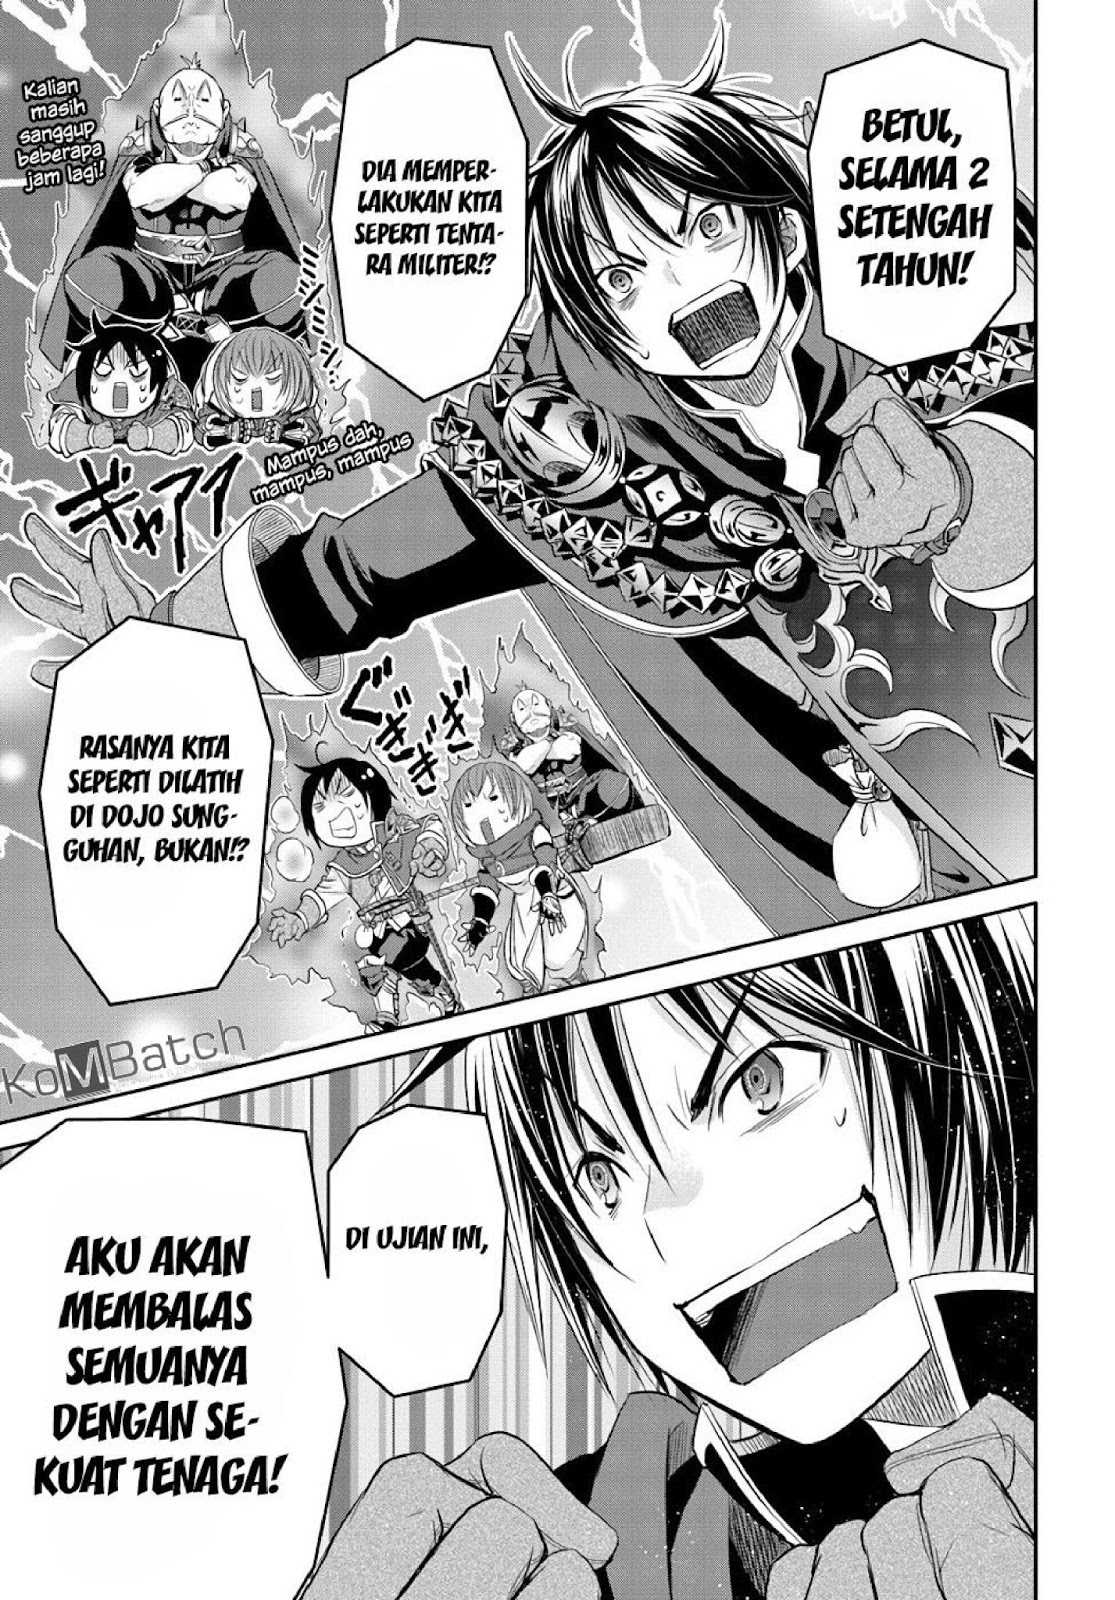 BETUL,
SELAMA 2
SETENGAH
TAHUN!
DIA MEMPER-
LAKUKAN KITA
SEPERTI TENTA-
RA MILITER!?
Kalian
masih
sanggup
beberapa
jam lagi!
Mampus dah,
mampus, mampus
ギャアアア
ぐぎぎぎ
RASANYA KITA
SEPERTI DILATIH
DI DOJO SUNG-
GUHAN, BUKAN!?
KoMBatch
DI UJIAN INI,
AKU AKAN
MEMBALAS
SEMUANYA
DENGAN SE-
KUAT TENAGA!